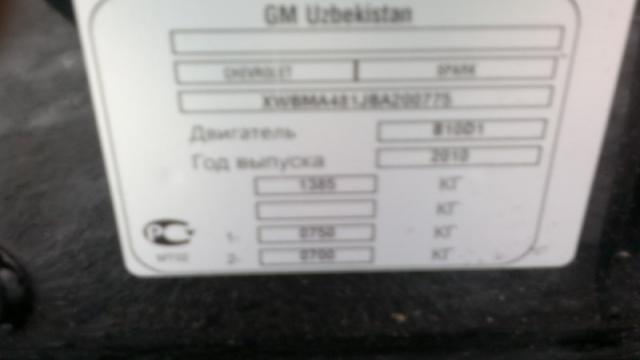 GM Uzbekistan
CHEVROLET SPARK
XWBMA481JBA200775
Двигатель B10D1
Год выпуска 2010
1385 КГ
КГ
1- 0750 КГ
2- 0700 КГ